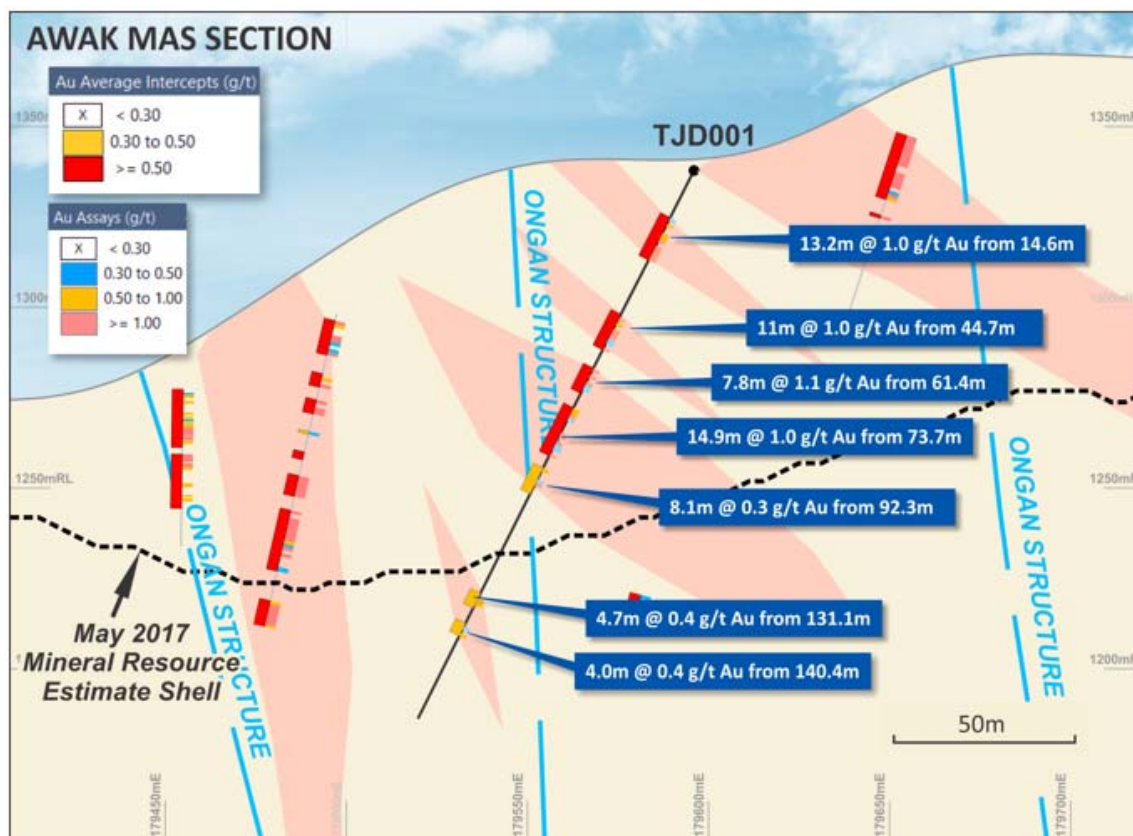 AWAK MAS SECTION
Au Average Intercepts (g/t)
X < 0.30
0.30 to 0.50
>= 0.50
Au Assays (g/t)
X < 0.30
0.30 to 0.50
0.50 to 1.00
>= 1.00
1350m
1350mR
TJD001
ONGAN STRUCTURE
13.2m @ 1.0 g/t Au from 14.6m
1300m
11m @ 1.0 g/t Au from 44.7m
7.8m @ 1.1 g/t Au from 61.4m
14.9m @ 1.0 g/t Au from 73.7m
1250mRL
1250mR
8.1m @ 0.3 g/t Au from 92.3m
ONGAN STRUCTURE
ONGAN STRUCTURE
May 2017
Mineral Resource
Estimate Shell
4.7m @ 0.4 g/t Au from 131.1m
4.0m @ 0.4 g/t Au from 140.4m
1200mR
50m
179450mE
179550mE
179600mE
179650mE
179700mE